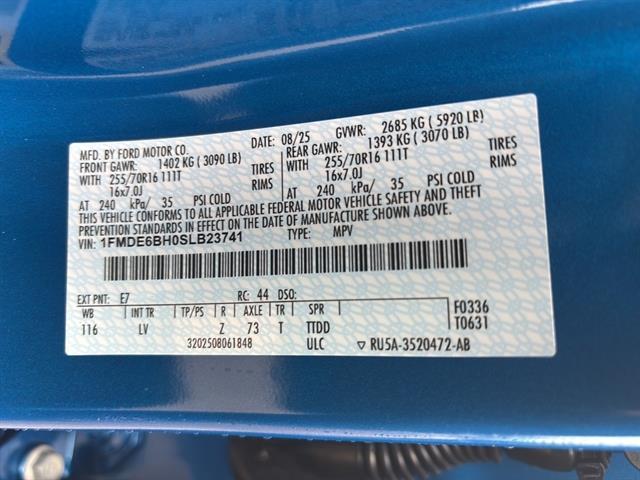 MFD. BY FORD MOTOR CO.
DATE: 08/25 GVWR: 2685 KG ( 5920 LB)
FRONT GAWR: 1402 KG ( 3090 LB) REAR GAWR: 1393 KG ( 3070 LB)
WITH 255/70R16 111T TIRES WITH 255/70R16 111T TIRES
16x7.0J RIMS 16x7.0J RIMS
AT 240 kPa/ 35 PSI COLD AT 240 kPa/ 35 PSI COLD
THIS VEHICLE CONFORMS TO ALL APPLICABLE FEDERAL MOTOR VEHICLE SAFETY AND THEFT
PREVENTION STANDARDS IN EFFECT ON THE DATE OF MANUFACTURE SHOWN ABOVE.
VIN: 1FMDE6BH0SLB23741 TYPE: MPV
EXT PNT: E7 RC: 44 DSO: F0336
WB INT TR TP/PS R AXLE TR SPR T0631
116 LV Z 73 T TTDD
3202508061848 ULC ▽ RU5A-3520472-AB